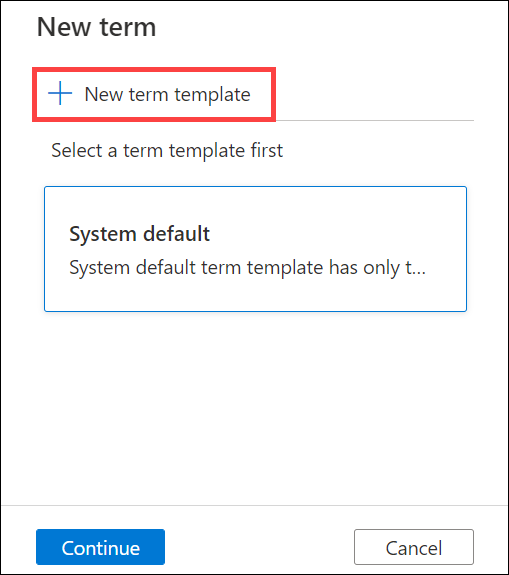 New term
New term template
Select a term template first
System default
System default term template has only t...
Continue
Cancel